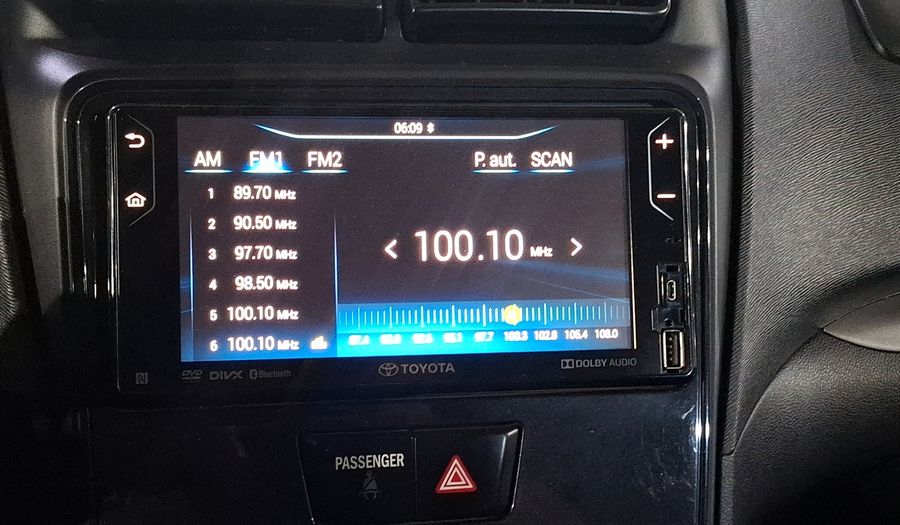 06:09
AM FM1 FM2 P. aut. SCAN
1 89.70 MHz
2 90.50 MHz
3 97.70 MHz
4 98.50 MHz
5 100.10 MHz
6 100.10 MHz
< 100.10 MHz >
97.7 100.3 102.8 105.4 108.0
DVD DIVX Bluetooth
TOYOTA
DOLBY AUDIO
PASSENGER